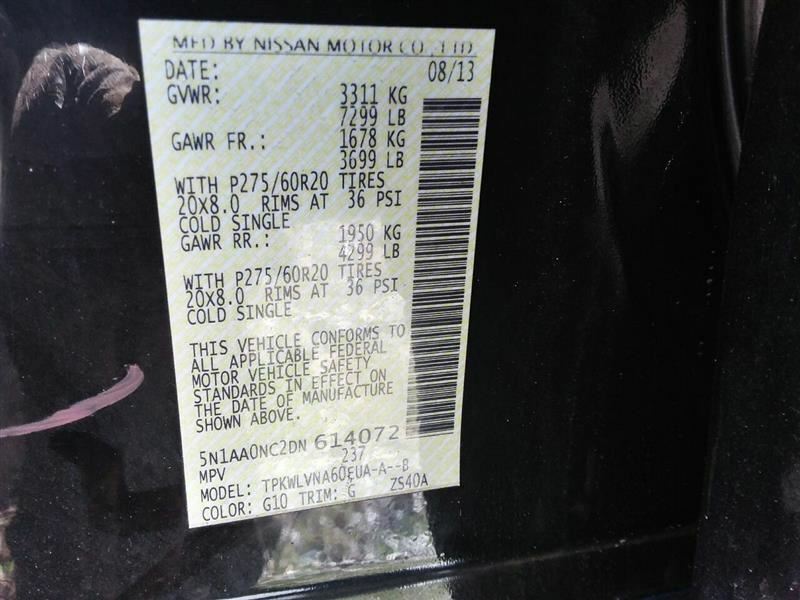 MFD BY NISSAN MOTOR CO., LTD.
DATE: 08/13
GVWR: 3311 KG
7299 LB
GAWR FR.: 1678 KG
3699 LB
WITH P275/60R20 TIRES
20X8.0 RIMS AT 36 PSI
COLD SINGLE
GAWR RR.: 1950 KG
4299 LB
WITH P275/60R20 TIRES
20X8.0 RIMS AT 36 PSI
COLD SINGLE
THIS VEHICLE CONFORMS TO
ALL APPLICABLE FEDERAL
MOTOR VEHICLE SAFETY
STANDARDS IN EFFECT ON
THE DATE OF MANUFACTURE
SHOWN ABOVE.
5N1AA0NC2DN 614072
MPV 237
MODEL: TPKWLVNA60EUA-A--B
COLOR: G10 TRIM: G ZS40A